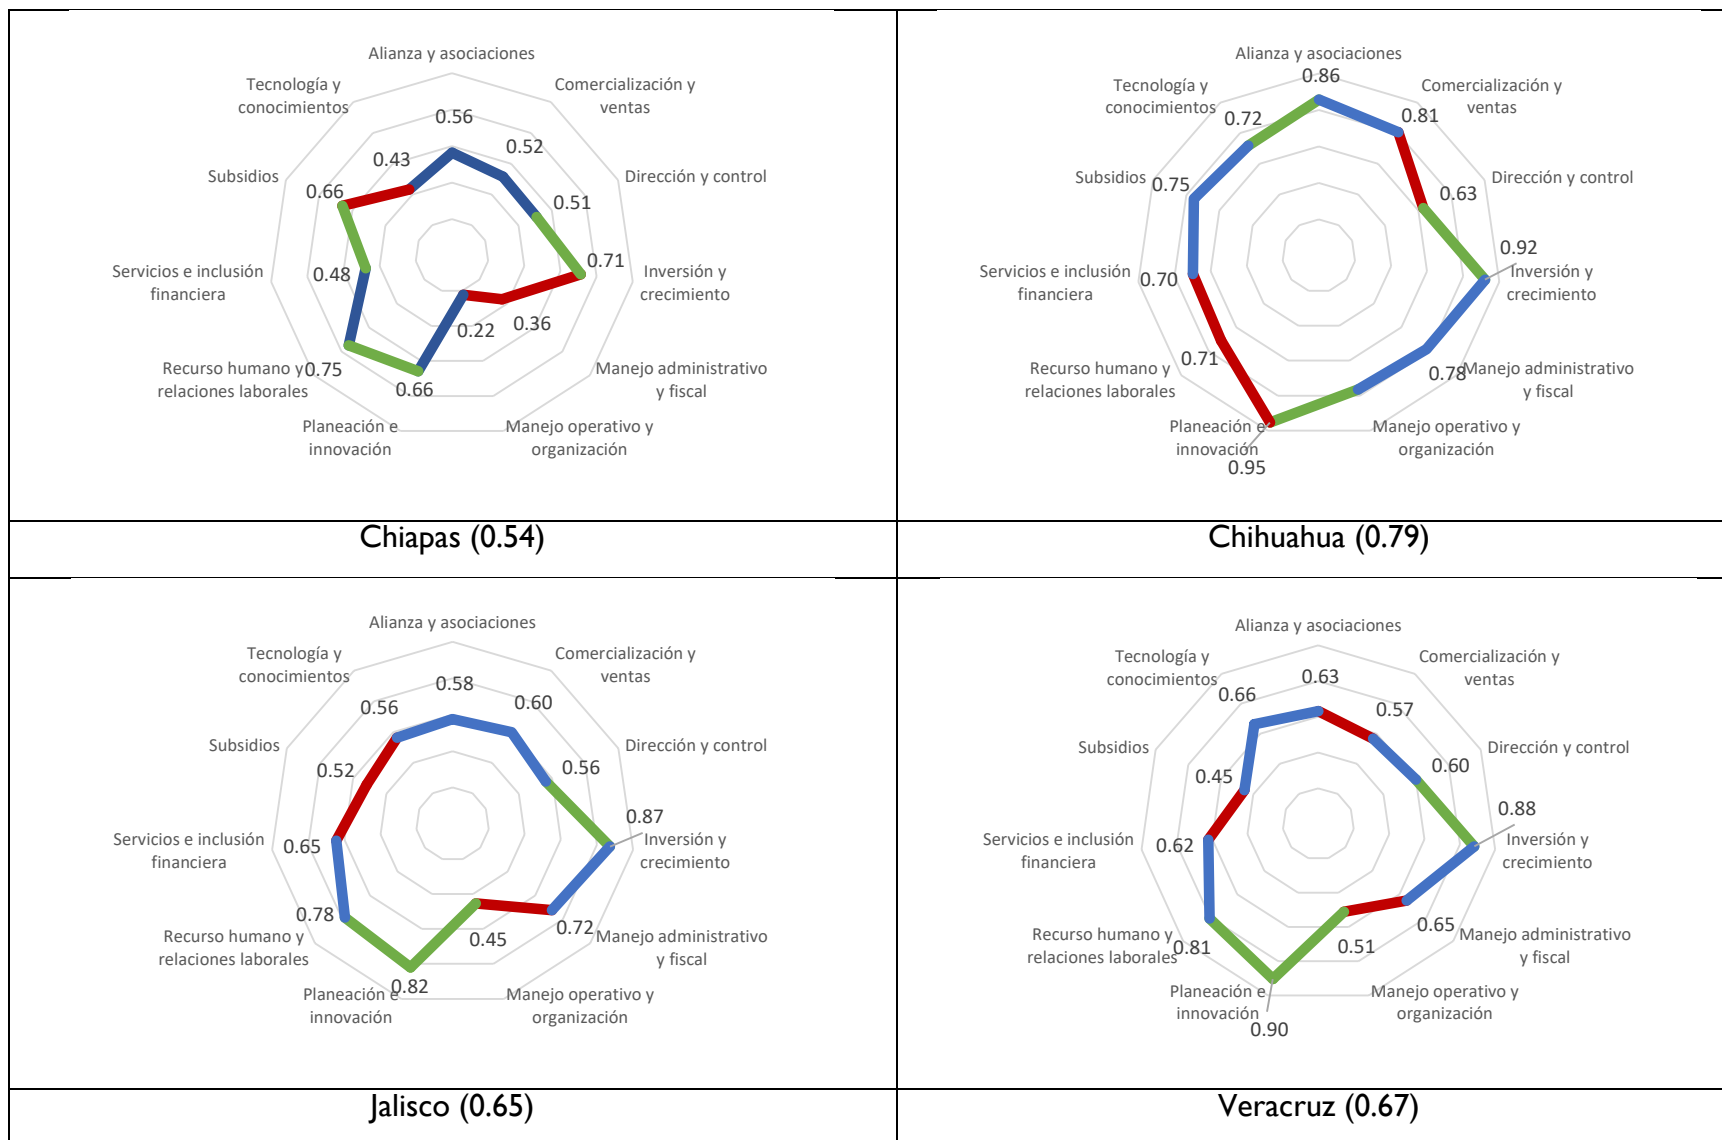 Alianza y asociaciones
0.56
Comercialización y
ventas
0.52
Dirección y control
0.51
Inversión y
crecimiento
0.71
Manejo administrativo
y fiscal
0.36
Manejo operativo y
organización
0.22
Planeación e
innovación
0.66
Recurso humano y
relaciones laborales
0.75
Servicios e inclusión
financiera
0.48
Subsidios
0.66
Tecnología y
conocimientos
0.43
Chiapas (0.54)
Alianza y asociaciones
0.86
Comercialización y
ventas
0.81
Dirección y control
0.63
Inversión y
crecimiento
0.92
Manejo administrativo
y fiscal
0.78
Manejo operativo y
organización
Planeación e
innovación
0.95
Recurso humano y
relaciones laborales
0.71
Servicios e inclusión
financiera
0.70
Subsidios
0.75
Tecnología y
conocimientos
0.72
Chihuahua (0.79)
Alianza y asociaciones
0.58
Comercialización y
ventas
0.60
Dirección y control
0.56
Inversión y
crecimiento
0.87
Manejo administrativo
y fiscal
0.72
Manejo operativo y
organización
0.45
Planeación e
innovación
0.82
Recurso humano y
relaciones laborales
0.78
Servicios e inclusión
financiera
0.65
Subsidios
0.52
Tecnología y
conocimientos
0.56
Jalisco (0.65)
Alianza y asociaciones
0.63
Comercialización y
ventas
0.57
Dirección y control
0.60
Inversión y
crecimiento
0.88
Manejo administrativo
y fiscal
0.65
Manejo operativo y
organización
0.51
Planeación e
innovación
0.90
Recurso humano y
relaciones laborales
0.81
Servicios e inclusión
financiera
0.62
Subsidios
0.45
Tecnología y
conocimientos
0.66
Veracruz (0.67)